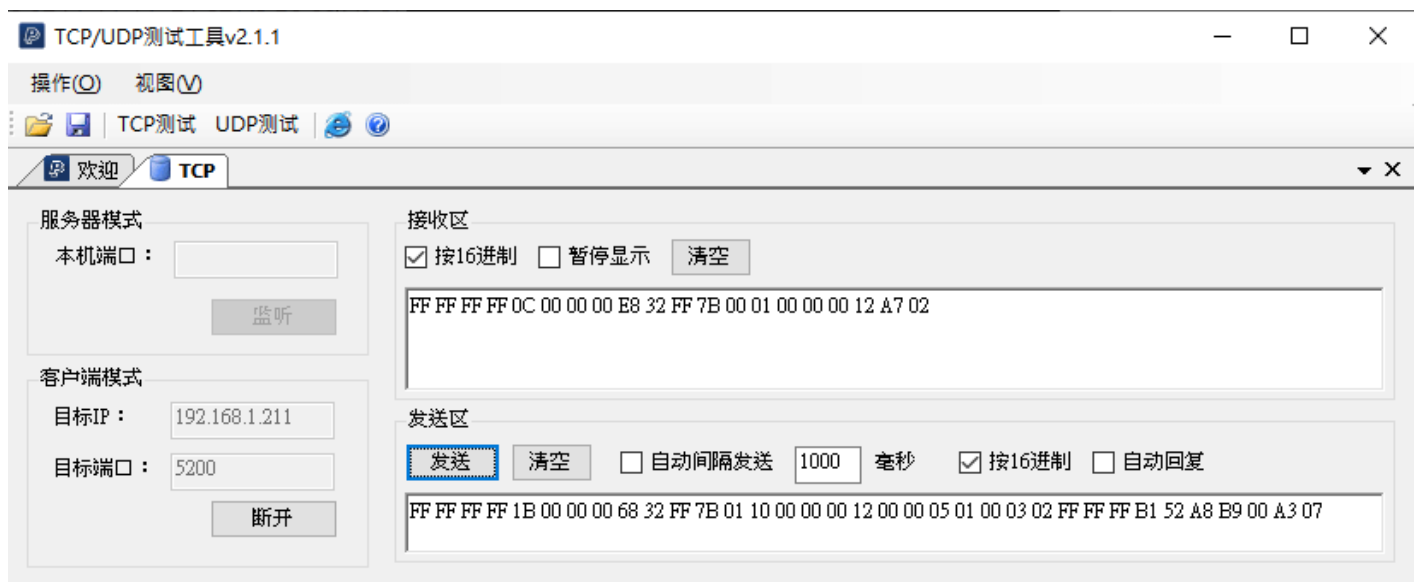 TCP/UDP测试工具v2.1.1
操作(O) 视图(V)
TCP测试 UDP测试
欢迎 TCP
服务器模式
本机端口：
监听
客户端模式
目标IP： 192.168.1.211
目标端口： 5200
断开
接收区
按16进制 暂停显示 清空
FF FF FF FF 0C 00 00 00 E8 32 FF 7B 00 01 00 00 00 12 A7 02
发送区
发送 清空 自动间隔发送 1000 毫秒 按16进制 自动回复
FF FF FF FF 1B 00 00 00 68 32 FF 7B 01 10 00 00 00 12 00 00 05 01 00 03 02 FF FF FF B1 52 A8 B9 00 A3 07